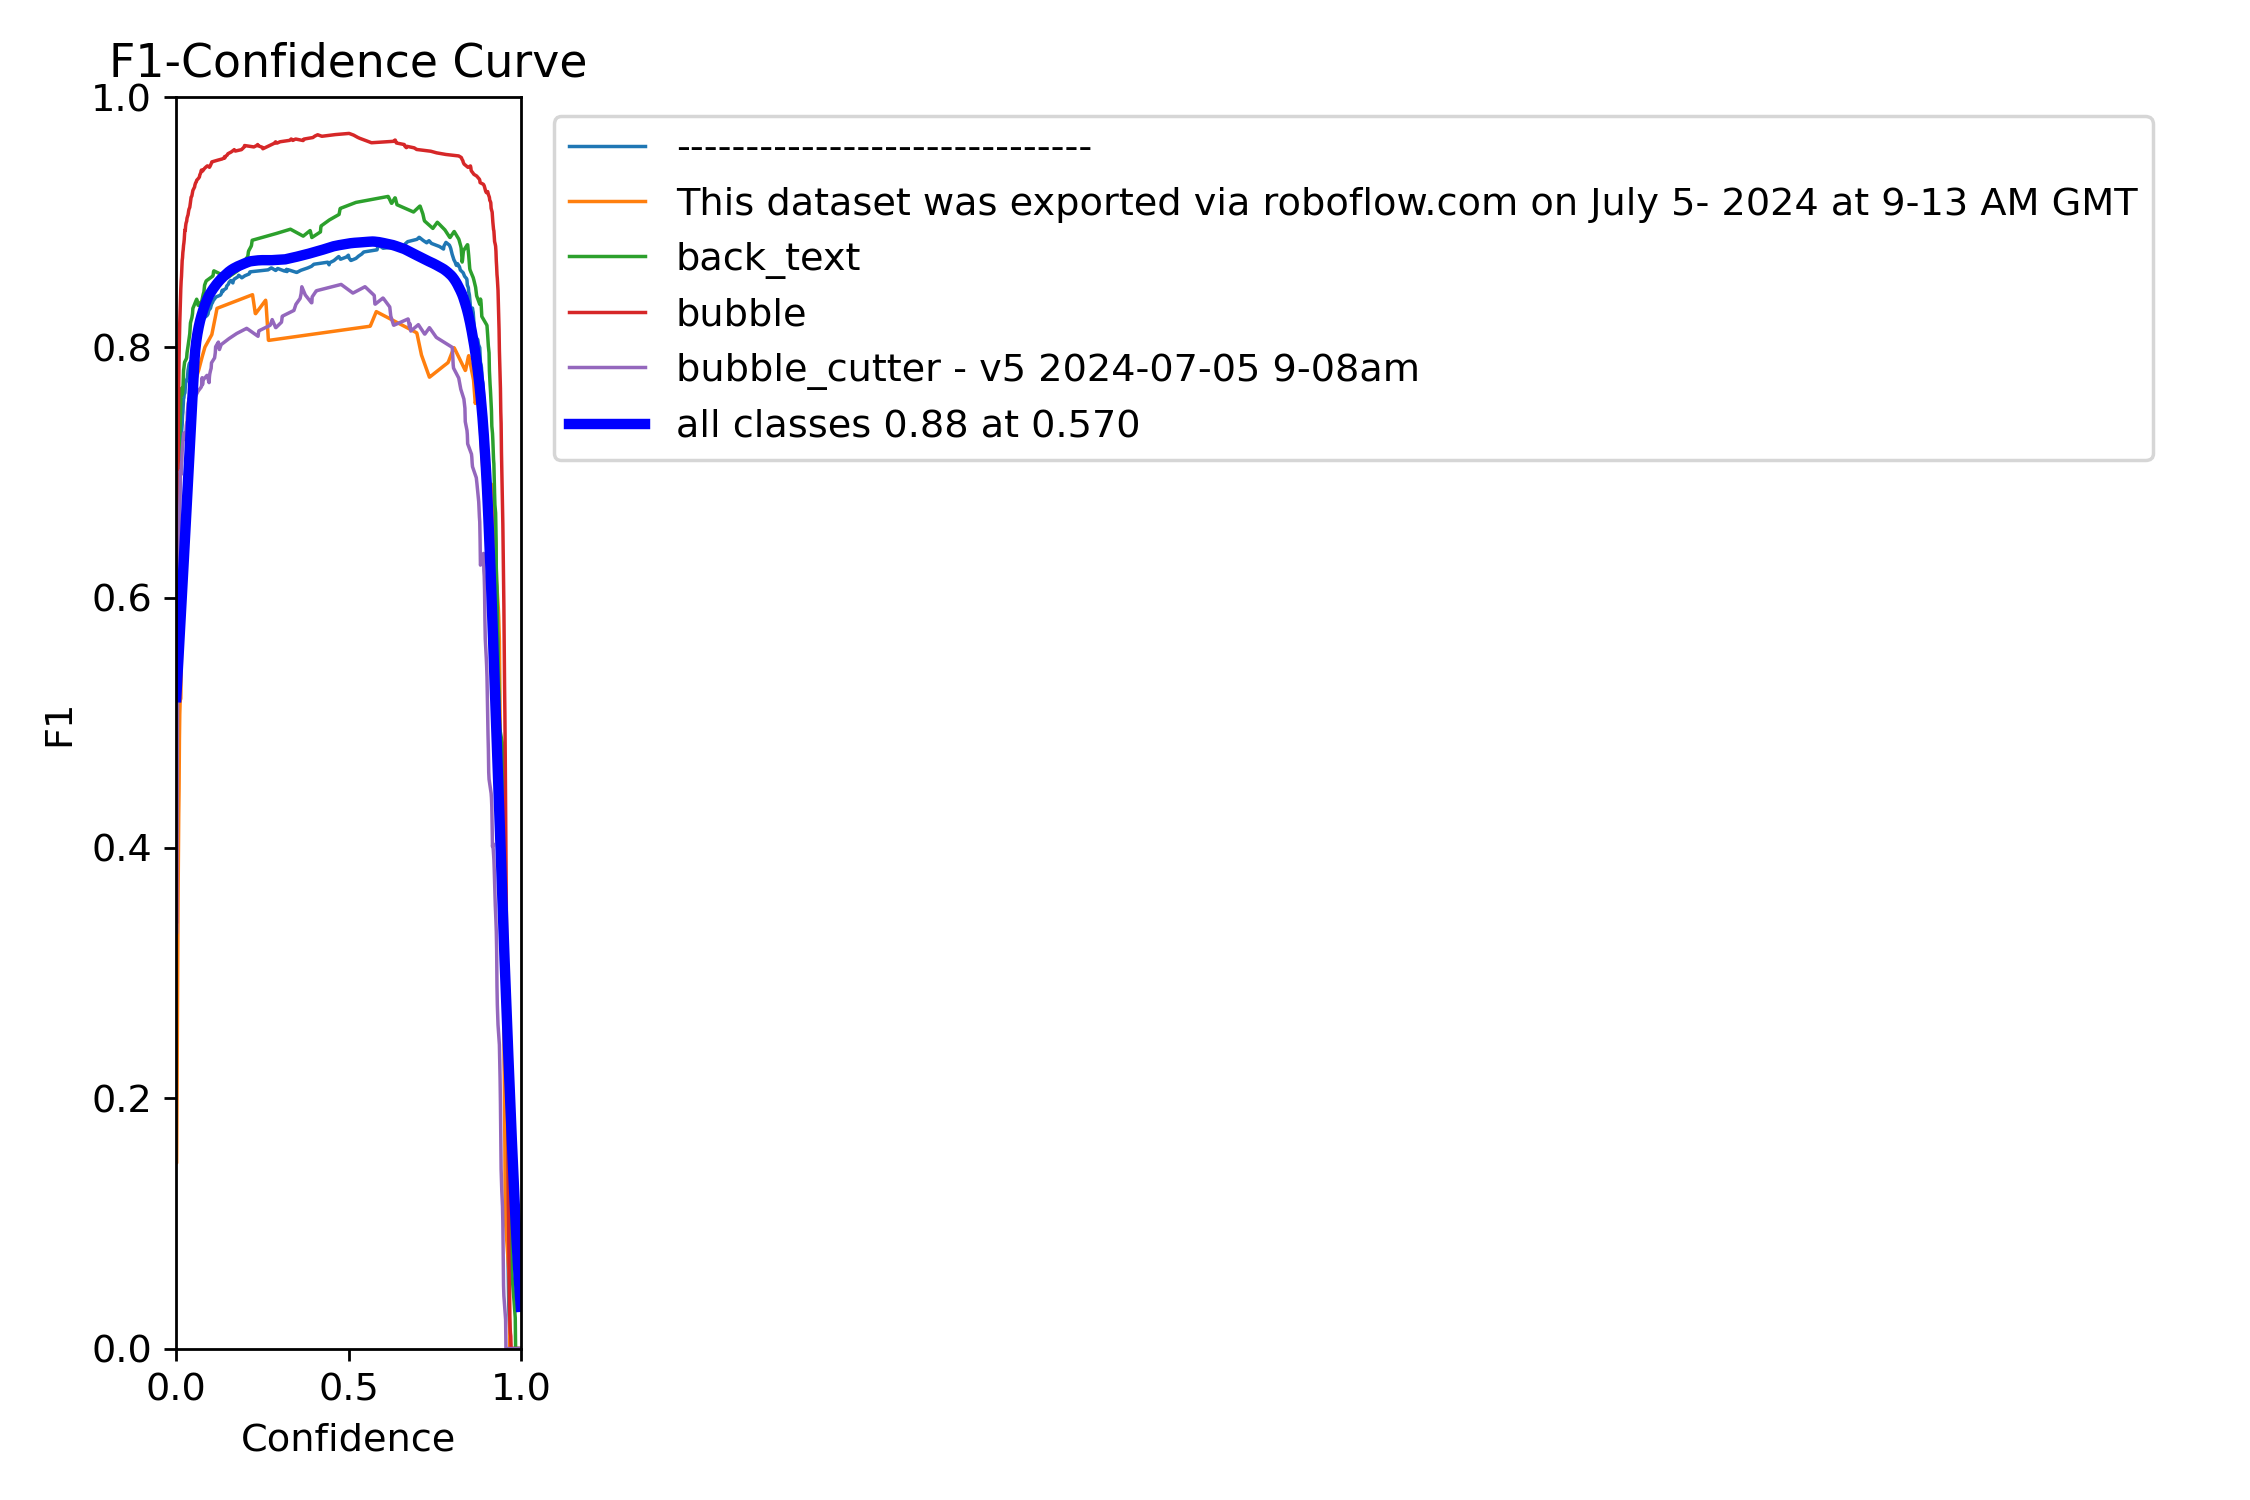 F1-Confidence Curve
1.0
0.8
0.6
0.4
0.2
0.0
F1
0.0 0.5 1.0
Confidence
------------------------------
This dataset was exported via roboflow.com on July 5- 2024 at 9-13 AM GMT
back_text
bubble
bubble_cutter - v5 2024-07-05 9-08am
all classes 0.88 at 0.570